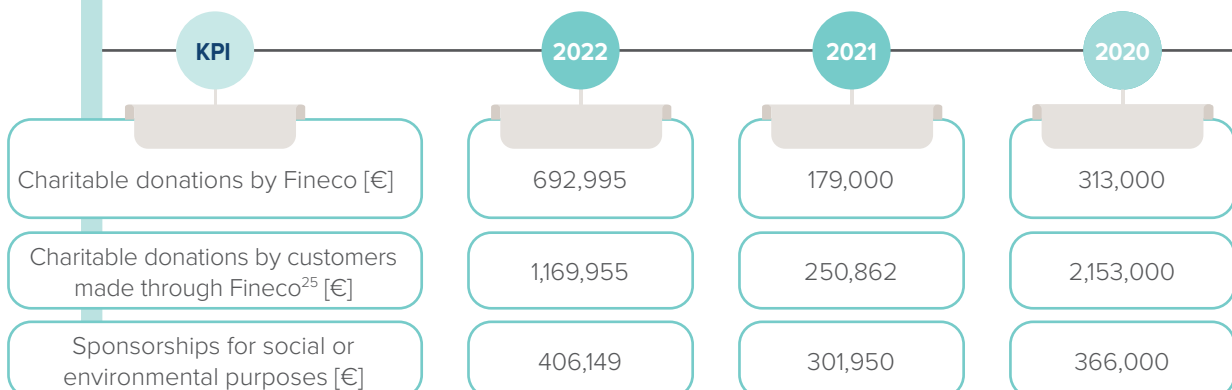 KPI 2022 2021 2020
Charitable donations by Fineco [€] 692,995 179,000 313,000
Charitable donations by customers
made through Fineco25 [€] 1,169,955 250,862 2,153,000
Sponsorships for social or
environmental purposes [€] 406,149 301,950 366,000